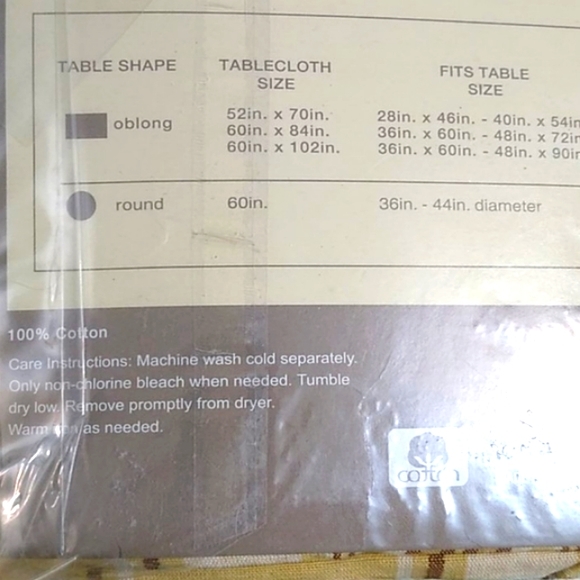 TABLE SHAPE TABLECLOTH SIZE FITS TABLE SIZE
oblong 52in. x 70in. 28in. x 46in. - 40in. x 54in
60in. x 84in. 36in. x 60in. - 48in. x 72in
60in. x 102in. 36in. x 60in. - 48in. x 90in
round 60in. 36in. - 44in. diameter
100% Cotton
Care Instructions: Machine wash cold separately.
Only non-chlorine bleach when needed. Tumble
dry low. Remove promptly from dryer.
Warm as needed.
cotton